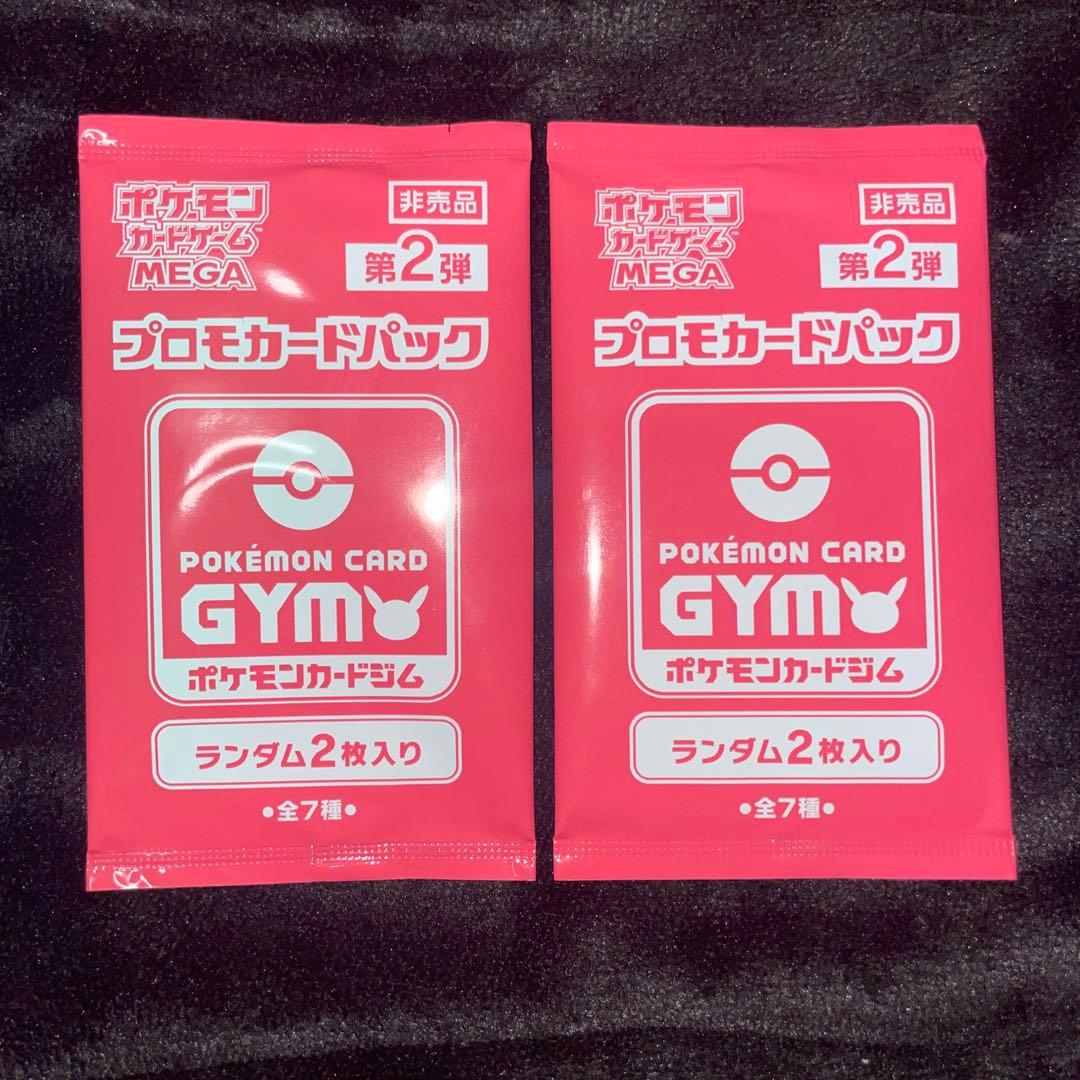 ポケモン
カードゲーム™
MEGA
非売品
第2弾
プロモカードパック
POKÉMON CARD
GYM
ポケモンカードジム
ランダム2枚入り
•全7種•
ポケモン
カードゲーム™
MEGA
非売品
第2弾
プロモカードパック
POKÉMON CARD
GYM
ポケモンカードジム
ランダム2枚入り
•全7種•